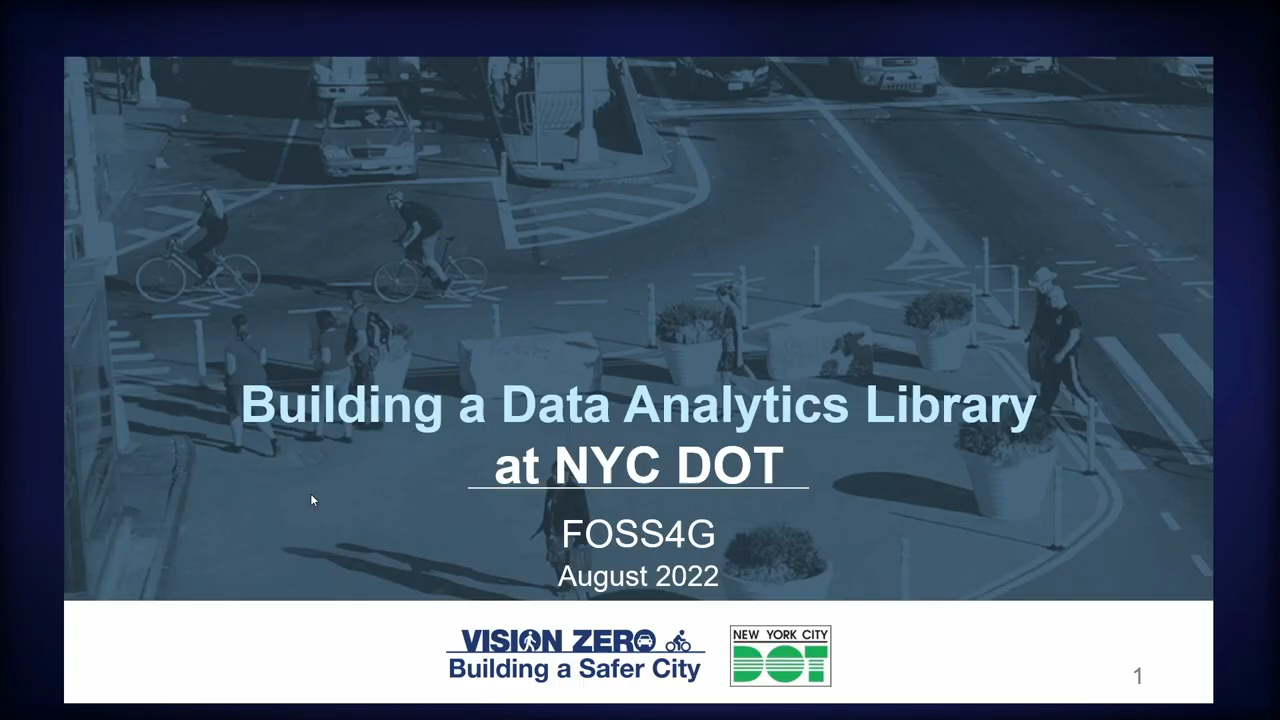 Building a Data Analytics Library
at NYC DOT
FOSS4G
August 2022
VISION ZERO
Building a Safer City
NEW YORK CITY
DOT
1